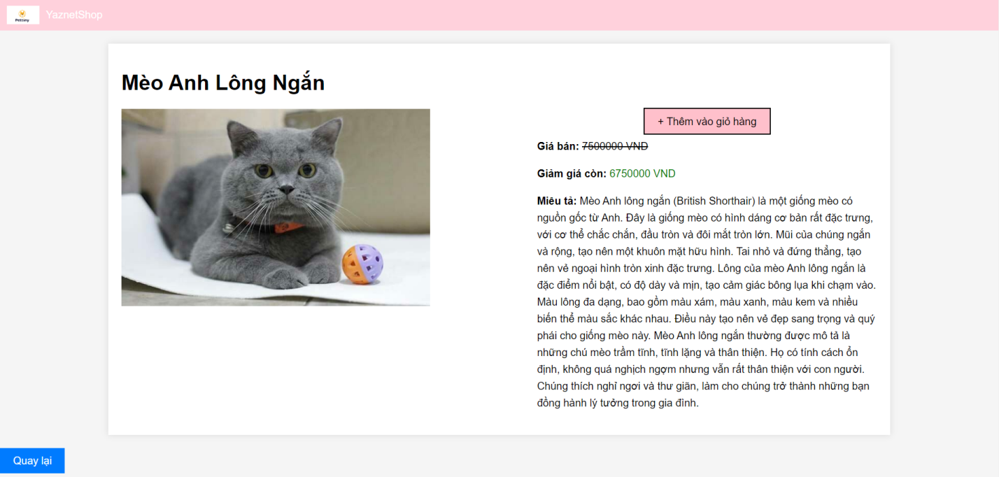 Pettiny
YaznetShop
Mèo Anh Lông Ngắn
+ Thêm vào giỏ hàng
Giá bán: 7500000 VND
Giảm giá còn: 6750000 VND
Miêu tả: Mèo Anh lông ngắn (British Shorthair) là một giống mèo có
nguồn gốc từ Anh. Đây là giống mèo có hình dáng cơ bản rất đặc trưng,
với cơ thể chắc chắn, đầu tròn và đôi mắt tròn lớn. Mũi của chúng ngắn
và rộng, tạo nên một khuôn mặt hữu hình. Tai nhỏ và đứng thẳng, tạo
nên vẻ ngoại hình tròn xinh đặc trưng. Lông của mèo Anh lông ngắn là
đặc điểm nổi bật, có độ dày và mịn, tạo cảm giác bông lụa khi chạm vào.
Màu lông đa dạng, bao gồm màu xám, màu xanh, màu kem và nhiều
biến thể màu sắc khác nhau. Điều này tạo nên vẻ đẹp sang trọng và quý
phái cho giống mèo này. Mèo Anh lông ngắn thường được mô tả là
những chú mèo trầm tĩnh, tĩnh lặng và thân thiện. Họ có tính cách ổn
định, không quá nghịch ngợm nhưng vẫn rất thân thiện với con người.
Chúng thích nghỉ ngơi và thư giãn, làm cho chúng trở thành những bạn
đồng hành lý tưởng trong gia đình.
Quay lại